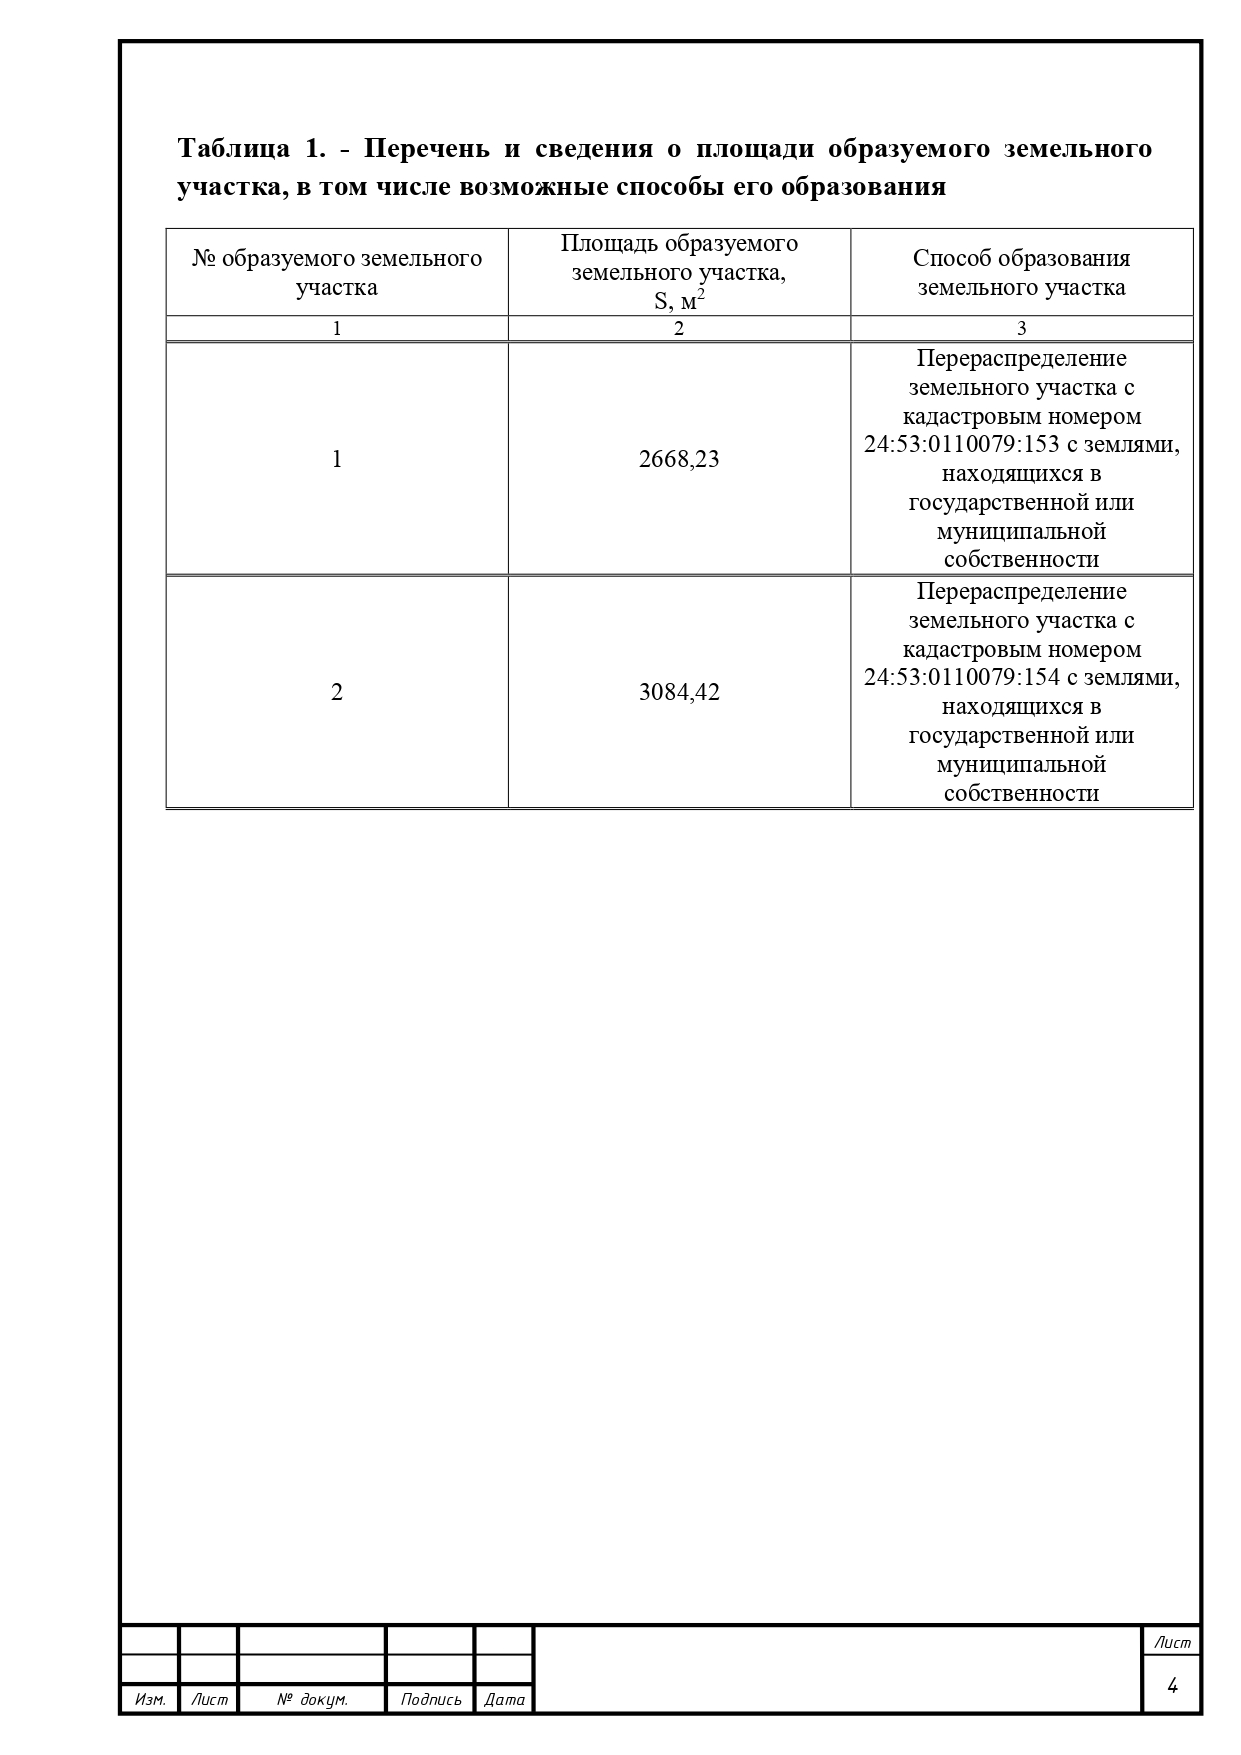 Таблица 1. - Перечень и сведения о площади образуемого земельного
участка, в том числе возможные способы его образования
№ образуемого земельного
участка
Площадь образуемого
земельного участка,
S, м²
Способ образования
земельного участка
1
2
3
1
2668,23
Перераспределение
земельного участка с
кадастровым номером
24:53:0110079:153 с землями,
находящихся в
государственной или
муниципальной
собственности
2
3084,42
Перераспределение
земельного участка с
кадастровым номером
24:53:0110079:154 с землями,
находящихся в
государственной или
муниципальной
собственности
Лист
4
Изм. Лист № докум. Подпись Дата